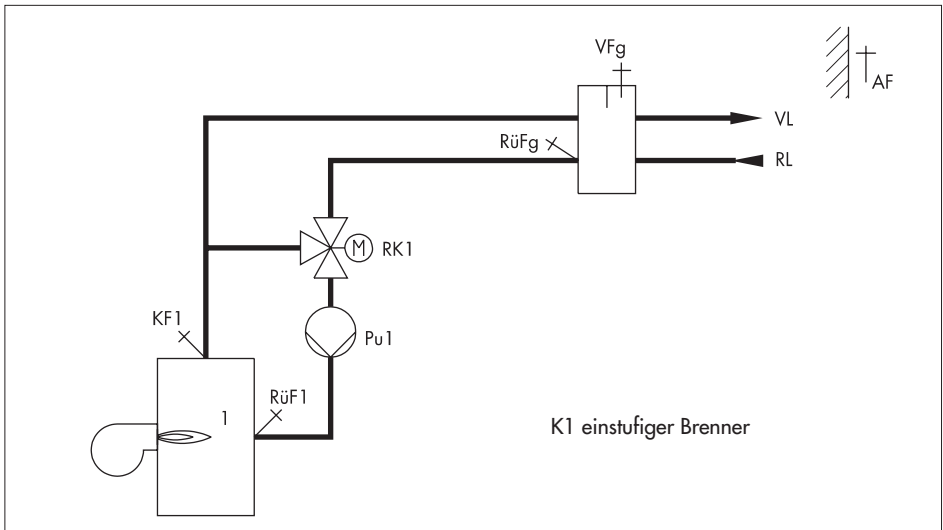 VFg
AF
VL
RüFg
RL
M
RK1
KF1
Pu1
RüF1
1
K1 einstufiger Brenner